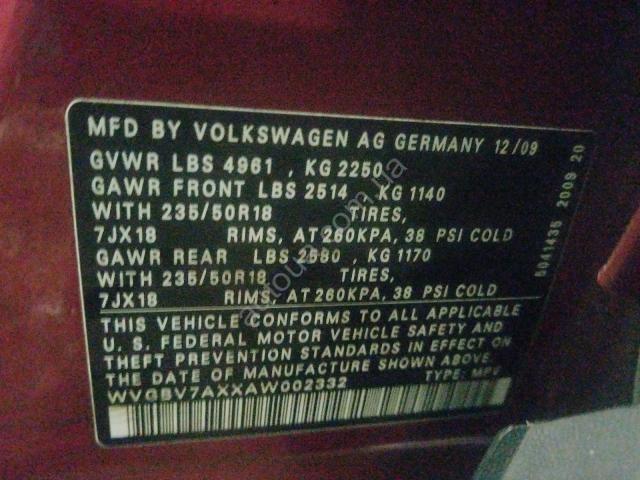 MFD BY VOLKSWAGEN AG GERMANY 12/09
GVWR LBS 4961 , KG 2250
GAWR FRONT LBS 2514 , KG 1140
WITH 235/50R18 TIRES,
7JX18 RIMS, AT 260KPA, 38 PSI COLD
GAWR REAR LBS 2580 , KG 1170
WITH 235/50R18 TIRES,
7JX18 RIMS, AT 260KPA, 38 PSI COLD
THIS VEHICLE CONFORMS TO ALL APPLICABLE
U. S. FEDERAL MOTOR VEHICLE SAFETY AND
THEFT PREVENTION STANDARDS IN EFFECT ON
THE DATE OF MANUFACTURE SHOWN ABOVE.
WVGBV7AXXAW002332 TYPE: MPV
5041435 2009 20